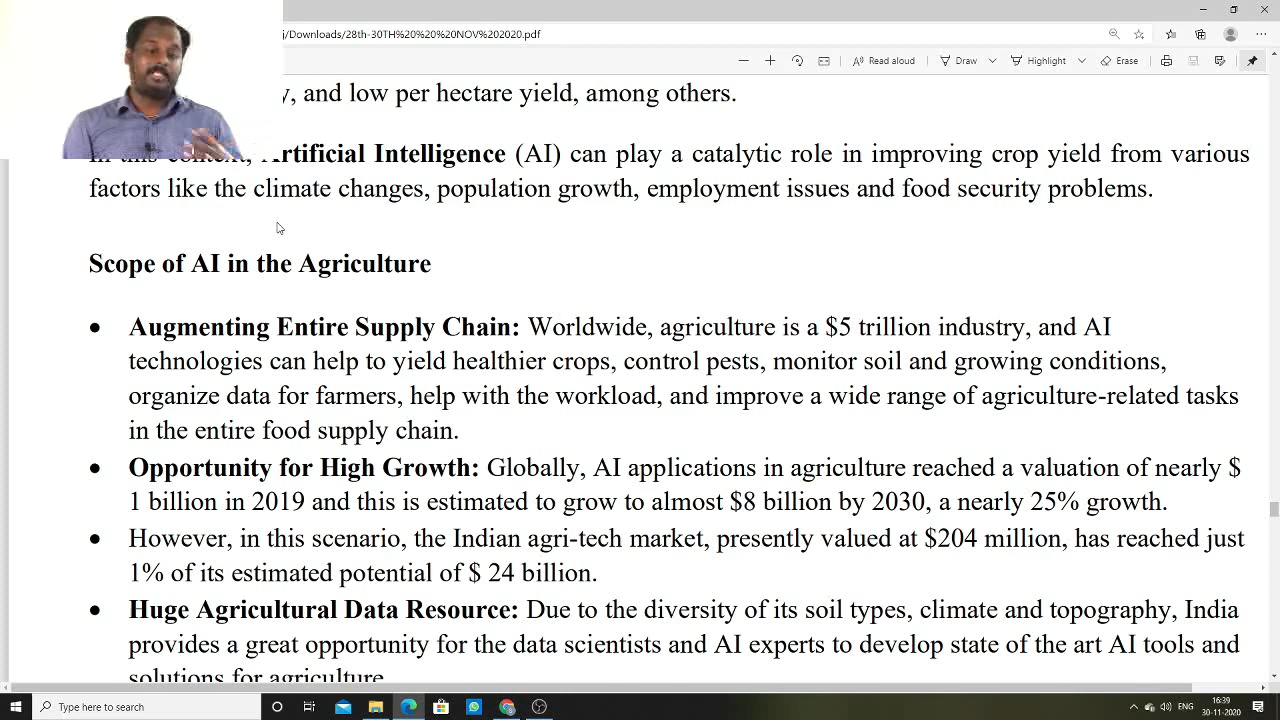 j/Downloads/28th-30TH%20%20%20NOV%202020.pdf
Read aloud
Draw
Highlight
Erase
y, and low per hectare yield, among others.
In this context, Artificial Intelligence (AI) can play a catalytic role in improving crop yield from various
factors like the climate changes, population growth, employment issues and food security problems.
Scope of AI in the Agriculture
• Augmenting Entire Supply Chain: Worldwide, agriculture is a $5 trillion industry, and AI
technologies can help to yield healthier crops, control pests, monitor soil and growing conditions,
organize data for farmers, help with the workload, and improve a wide range of agriculture-related tasks
in the entire food supply chain.
• Opportunity for High Growth: Globally, AI applications in agriculture reached a valuation of nearly $
1 billion in 2019 and this is estimated to grow to almost $8 billion by 2030, a nearly 25% growth.
• However, in this scenario, the Indian agri-tech market, presently valued at $204 million, has reached just
1% of its estimated potential of $ 24 billion.
• Huge Agricultural Data Resource: Due to the diversity of its soil types, climate and topography, India
provides a great opportunity for the data scientists and AI experts to develop state of the art AI tools and
solutions for agriculture
Type here to search
ENG
16:39
30-11-2020